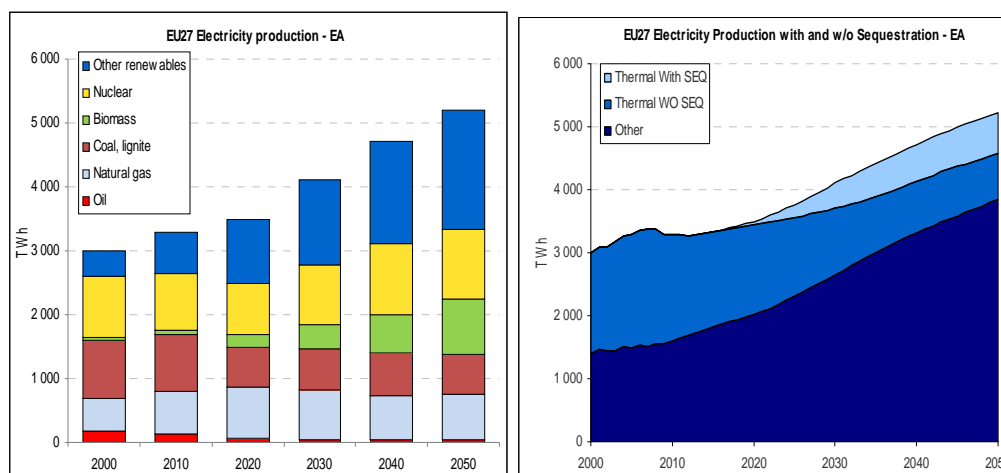 EU27 Electricity production - EA
6 000
5 000
4 000
3 000
2 000
1 000
0
TWh
Other renewables
Nuclear
Biomass
Coal, lignite
Natural gas
Oil
2000 2010 2020 2030 2040 2050
EU27 Electricity Production with and w/o Sequestration - EA
6 000
5 000
4 000
3 000
2 000
1 000
0
TWh
Thermal With SEQ
Thermal WO SEQ
Other
2000 2010 2020 2030 2040 205